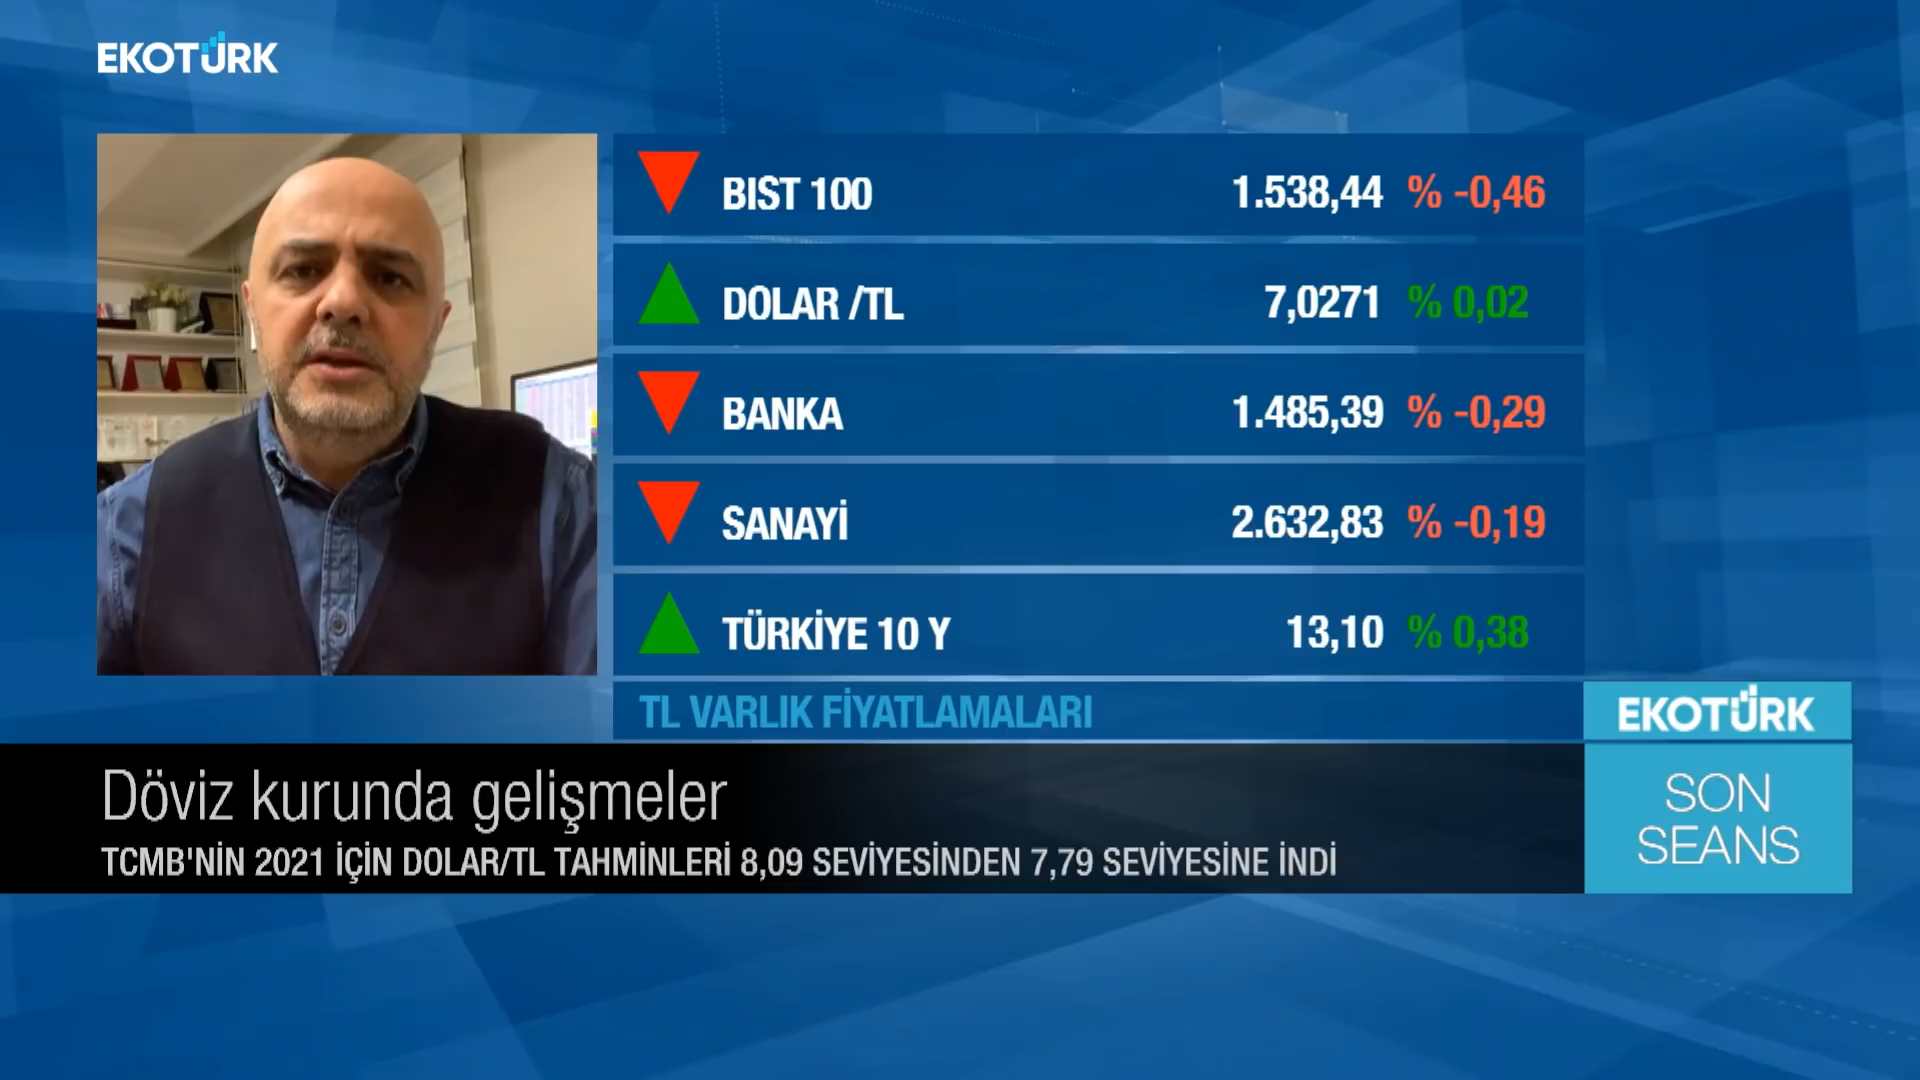 EKOTÜRK
BIST 100 1.538,44 % -0,46
DOLAR /TL 7,0271 % 0,02
BANKA 1.485,39 % -0,29
SANAYİ 2.632,83 % -0,19
TÜRKİYE 10 Y 13,10 % 0,38
TL VARLIK FİYATLAMALARI
EKOTÜRK
Döviz kurunda gelişmeler
TCMB'NİN 2021 İÇİN DOLAR/TL TAHMİNLERİ 8,09 SEVİYESİNDEN 7,79 SEVİYESİNE İNDİ
SON
SEANS